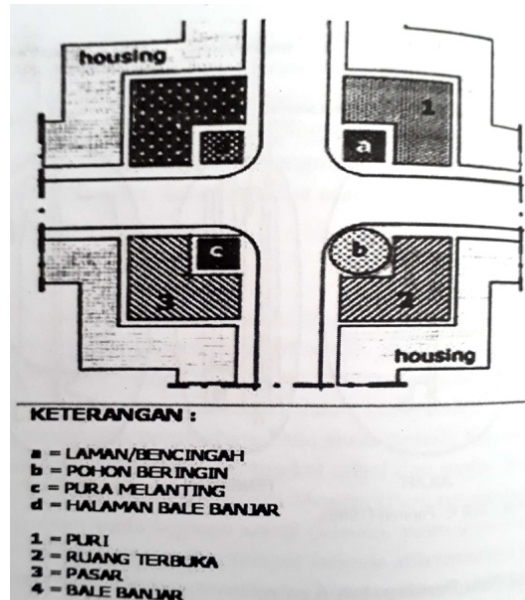 housing
1
a
c
b
3
2
housing
KETERANGAN :
a = LAMAN/BENCINGAH
b = POHON BERINGIN
c = PURA MELANTING
d = HALAMAN BALE BANJAR
1 = PURI
2 = RUANG TERBUKA
3 = PASAR
4 = BALE BANJAR